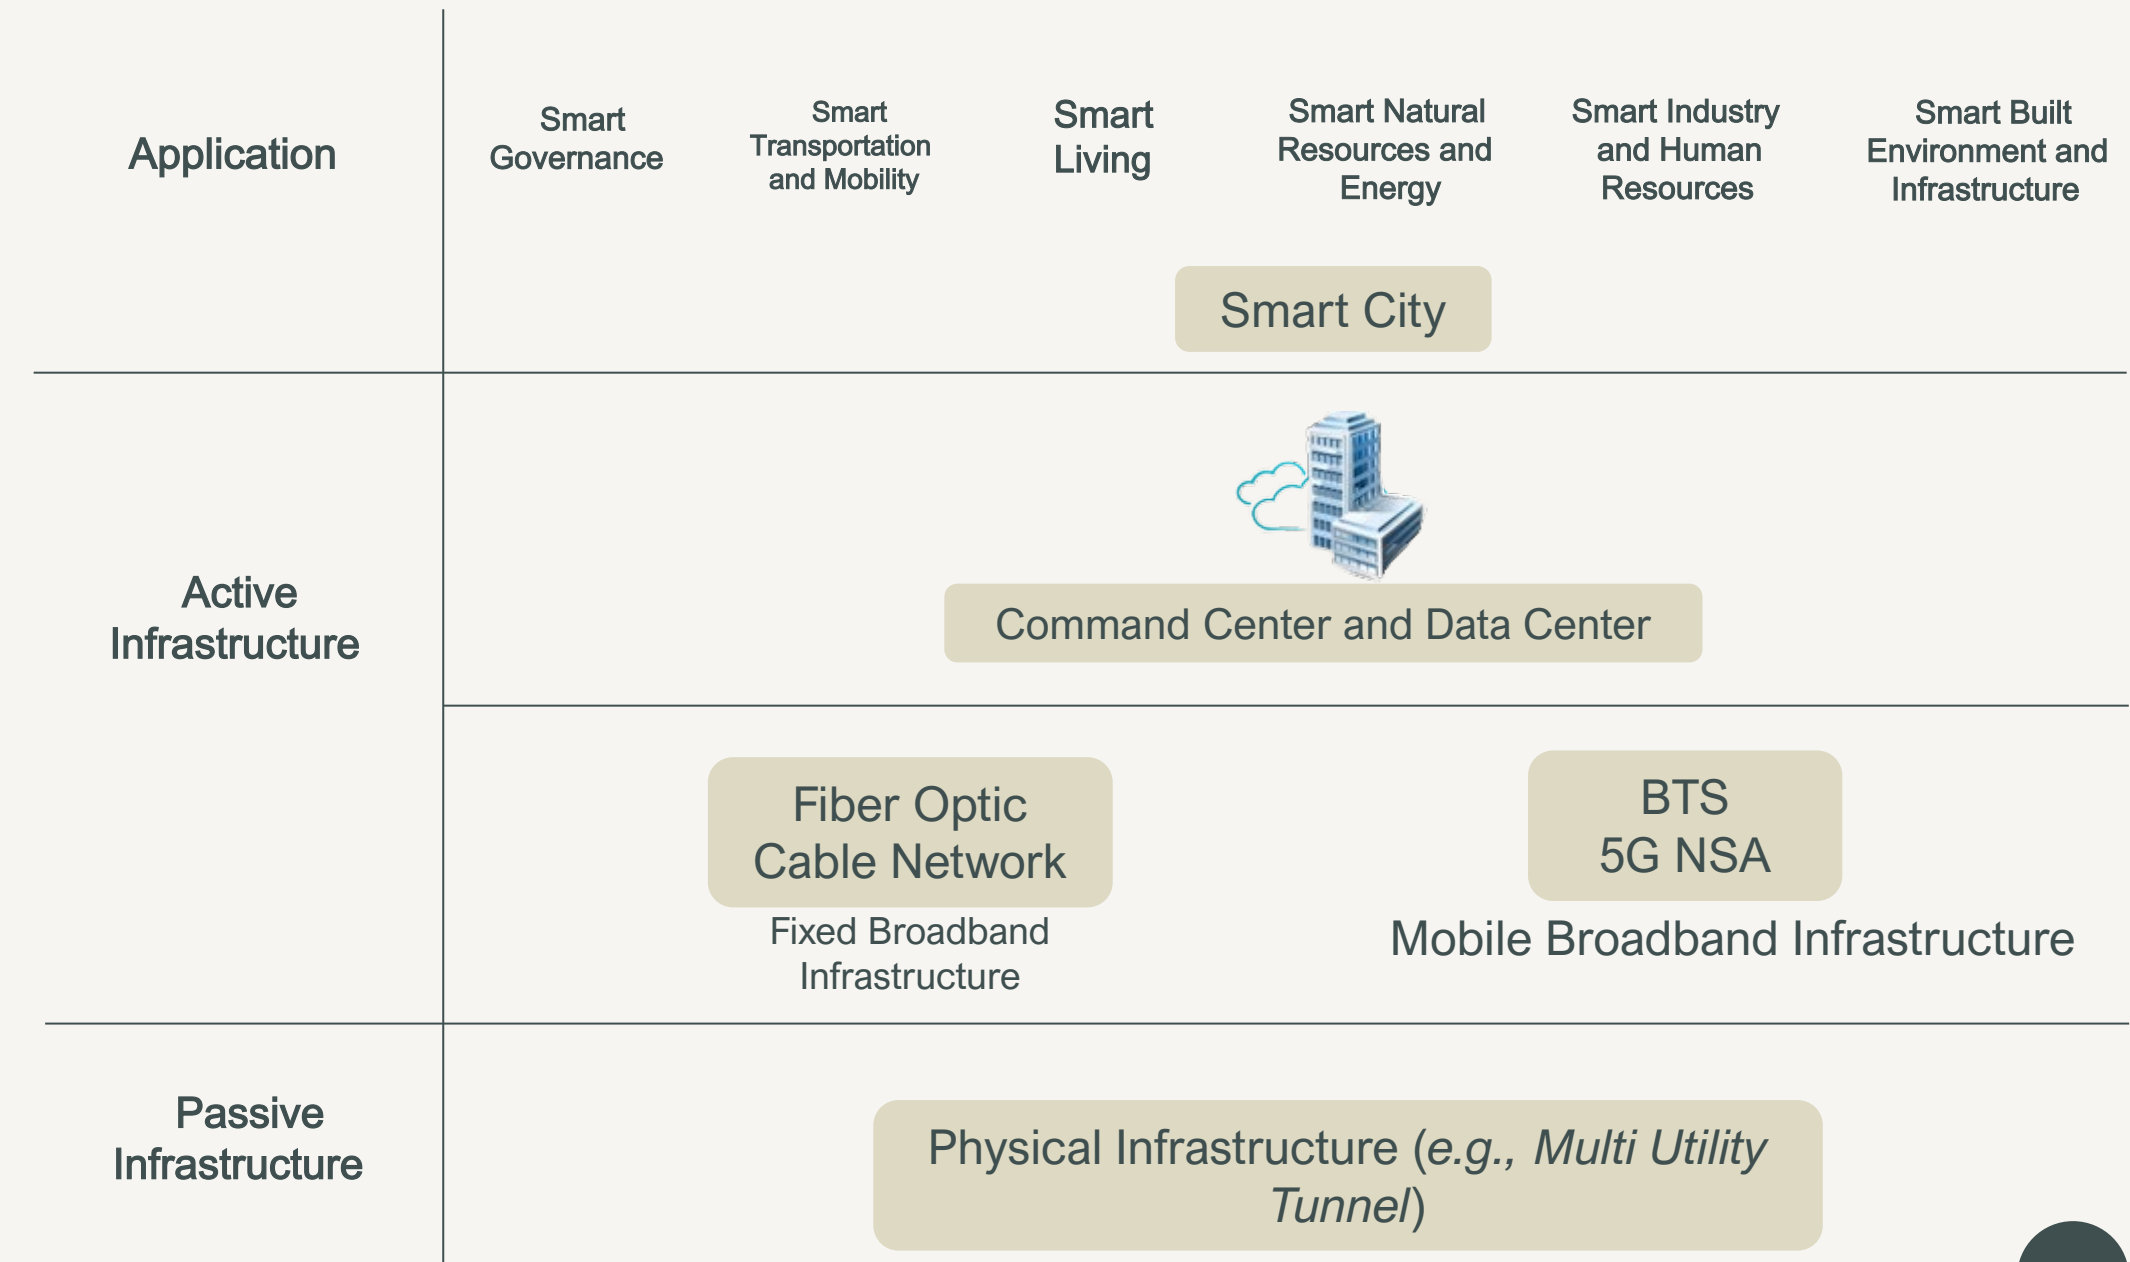 Application
Smart
Governance
Smart
Transportation
and Mobility
Smart
Living
Smart Natural
Resources and
Energy
Smart Industry
and Human
Resources
Smart Built
Environment and
Infrastructure
Smart City
Active
Infrastructure
Command Center and Data Center
Fiber Optic
Cable Network
Fixed Broadband
Infrastructure
BTS
5G NSA
Mobile Broadband Infrastructure
Passive
Infrastructure
Physical Infrastructure (e.g., Multi Utility
Tunnel)